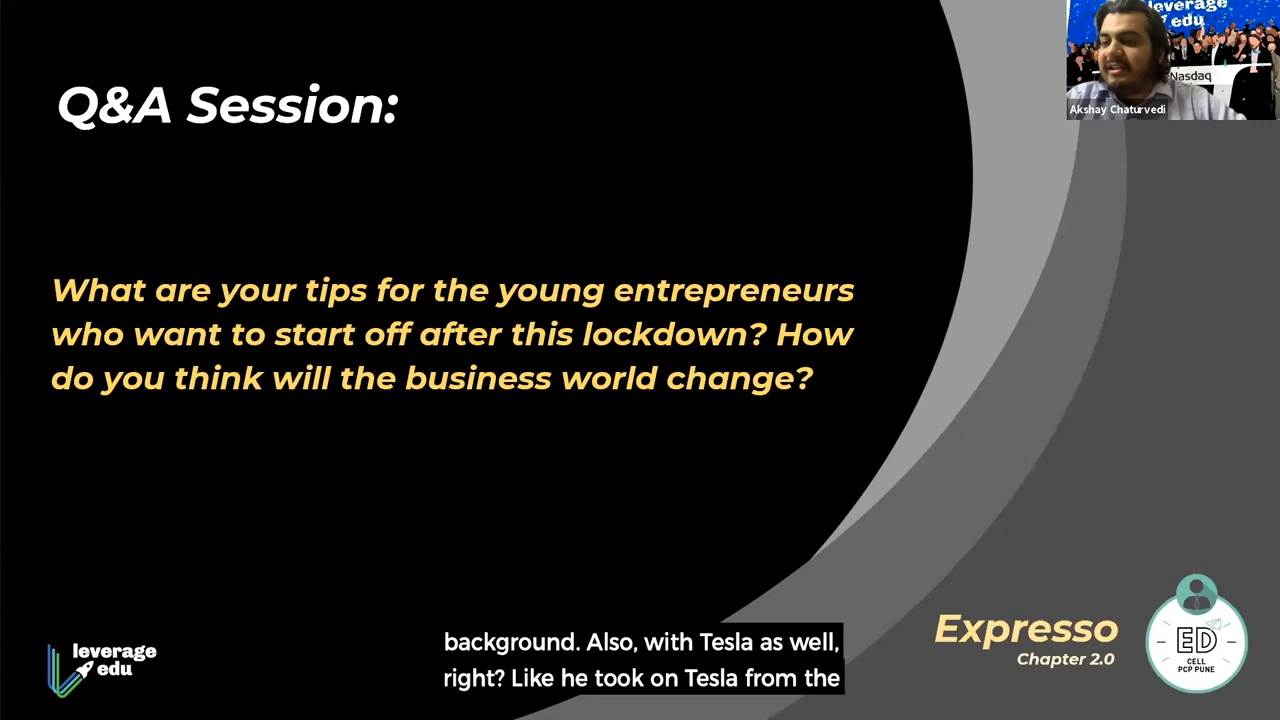 leverage
edu
Nasdaq
Akshay Chaturvedi
Q&A Session:
What are your tips for the young entrepreneurs
who want to start off after this lockdown? How
do you think will the business world change?
background. Also, with Tesla as well,
right? Like he took on Tesla from the
leverage
edu
Expresso
Chapter 2.0
ED
CELL
PCP PUNE